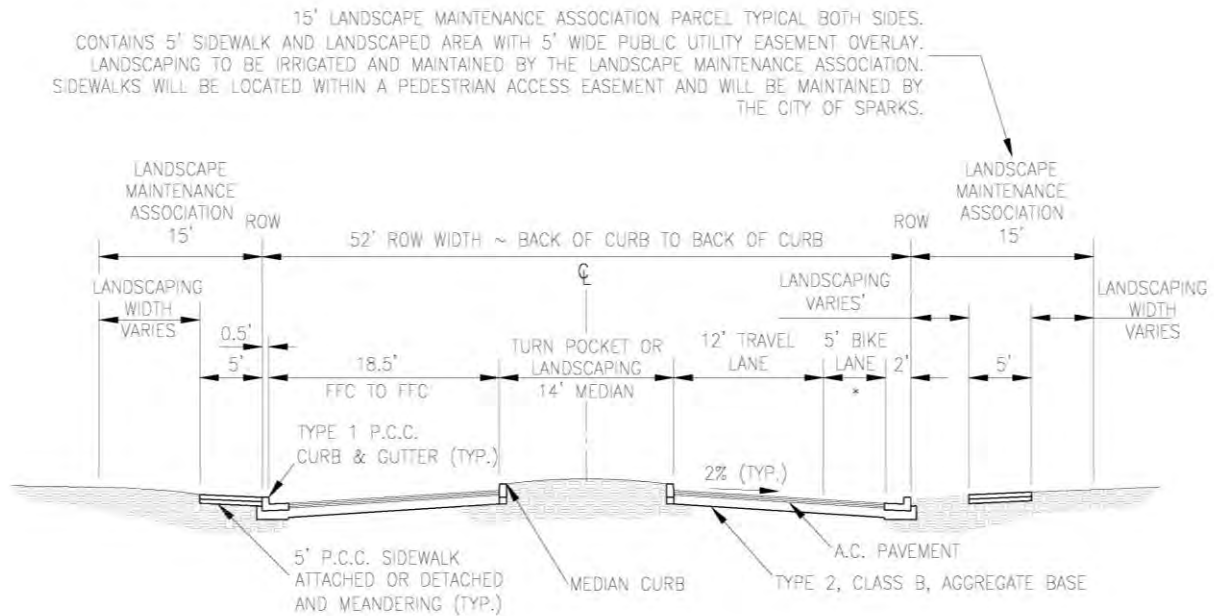 15' LANDSCAPE MAINTENANCE ASSOCIATION PARCEL TYPICAL BOTH SIDES.
CONTAINS 5' SIDEWALK AND LANDSCAPED AREA WITH 5' WIDE PUBLIC UTILITY EASEMENT OVERLAY.
LANDSCAPING TO BE IRRIGATED AND MAINTAINED BY THE LANDSCAPE MAINTENANCE ASSOCIATION.
SIDEWALKS WILL BE LOCATED WITHIN A PEDESTRIAN ACCESS EASEMENT AND WILL BE MAINTAINED BY
THE CITY OF SPARKS.
LANDSCAPE
MAINTENANCE
ASSOCIATION
15'
ROW
52' ROW WIDTH ~ BACK OF CURB TO BACK OF CURB
ROW
LANDSCAPE
MAINTENANCE
ASSOCIATION
15'
LANDSCAPING
WIDTH
VARIES
0.5'
5'
18.5'
FFC TO FFC
℄
TURN POCKET OR
LANDSCAPING
14' MEDIAN
12' TRAVEL
LANE
LANDSCAPING
VARIES'
5' BIKE
LANE
*
2'
5'
LANDSCAPING
WIDTH
VARIES
TYPE 1 P.C.C.
CURB & GUTTER (TYP.)
2% (TYP.)
5' P.C.C. SIDEWALK
ATTACHED OR DETACHED
AND MEANDERING (TYP.)
MEDIAN CURB
A.C. PAVEMENT
TYPE 2, CLASS B, AGGREGATE BASE